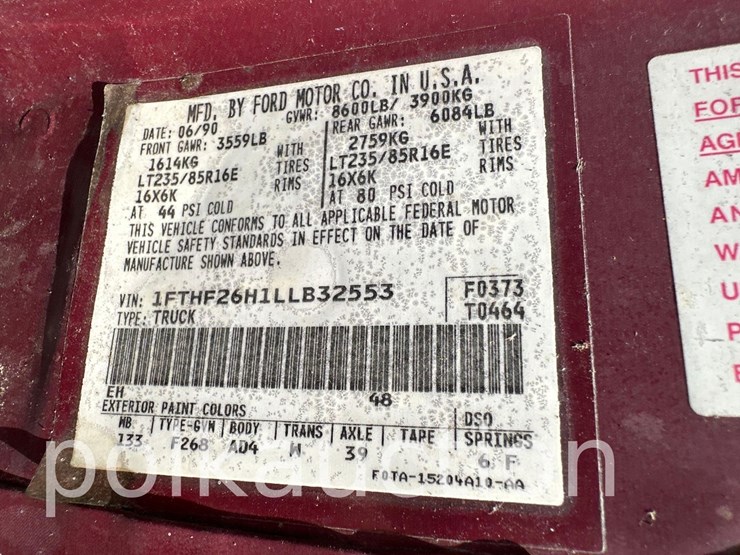 MFD. BY FORD MOTOR CO. IN U.S.A.
DATE: 06/90 GVWR: 8600LB/ 3900KG
FRONT GAWR: 3559LB REAR GAWR: 6084LB
1614KG WITH 2759KG WITH
LT235/85R16E TIRES LT235/85R16E TIRES
16X6K RIMS 16X6K RIMS
AT 44 PSI COLD AT 80 PSI COLD
THIS VEHICLE CONFORMS TO ALL APPLICABLE FEDERAL MOTOR
VEHICLE SAFETY STANDARDS IN EFFECT ON THE DATE OF
MANUFACTURE SHOWN ABOVE.
VIN: 1FTHF26H1LLB32553 F0373
TYPE: TRUCK T0464
EH 48
EXTERIOR PAINT COLORS DSO
WB TYPE-GVM BODY TRANS AXLE TAPE SPRINGS
133 F268 AD4 W 39 6 F
F0TA-15204A10-AA
THIS
FOR
AM
AN